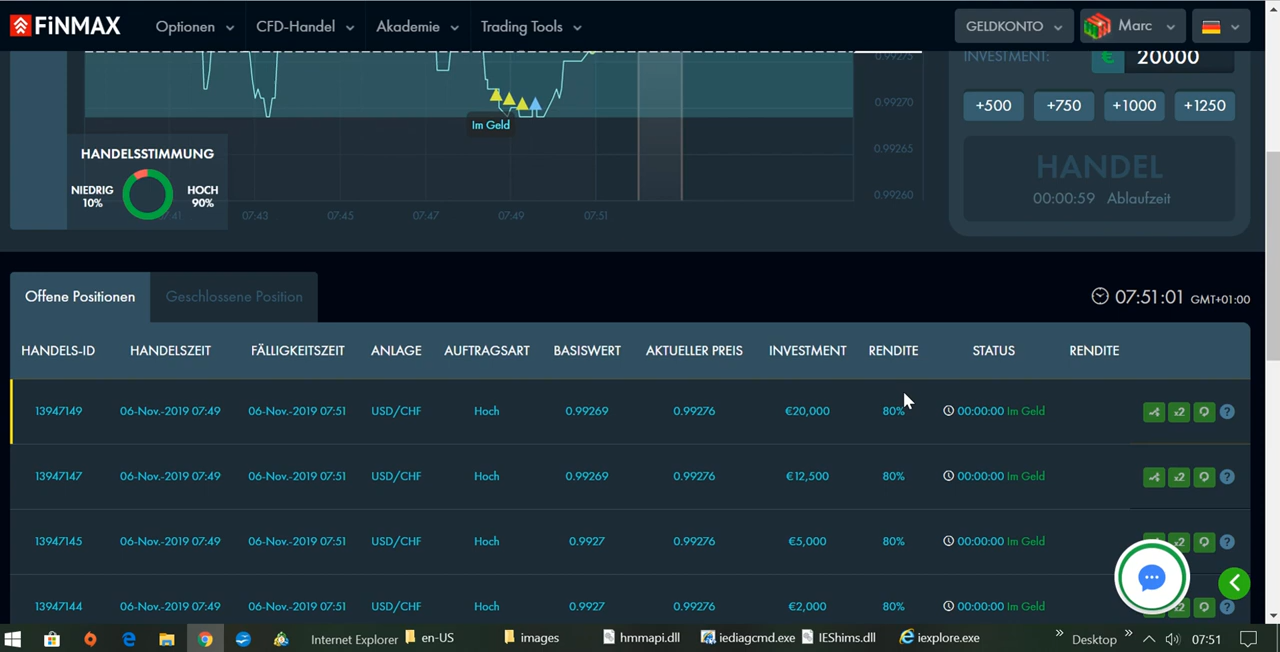 FiNMAX Optionen CFD-Handel Akademie Trading Tools GELDKONTO Marc
0.99275 INVESTMENT: € 20000
0.99270 +500 +750 +1000 +1250
Im Geld
HANDELSSTIMMUNG 0.99265 HANDEL
NIEDRIG HOCH
10% 90% 0.99260 00:00:59 Ablaufzeit
:41 07:43 07:45 07:47 07:49 07:51
Offene Positionen Geschlossene Position 07:51:01 GMT+01:00
HANDELS-ID HANDELSZEIT FÄLLIGKEITSZEIT ANLAGE AUFTRAGSART BASISWERT AKTUELLER PREIS INVESTMENT RENDITE STATUS RENDITE
13947149 06-Nov.-2019 07:49 06-Nov.-2019 07:51 USD/CHF Hoch 0.99269 0.99276 €20,000 80% 00:00:00 Im Geld x2 ?
13947147 06-Nov.-2019 07:49 06-Nov.-2019 07:51 USD/CHF Hoch 0.99269 0.99276 €12,500 80% 00:00:00 Im Geld x2 ?
13947145 06-Nov.-2019 07:49 06-Nov.-2019 07:51 USD/CHF Hoch 0.9927 0.99276 €5,000 80% 00:00:00 Im Geld x2 ?
13947144 06-Nov.-2019 07:49 06-Nov.-2019 07:51 USD/CHF Hoch 0.9927 0.99276 €2,000 80% 00:00:00 Im Geld x2 ?
Internet Explorer en-US images hmmapi.dll iediagcmd.exe IEShims.dll iexplore.exe » Desktop » 07:51